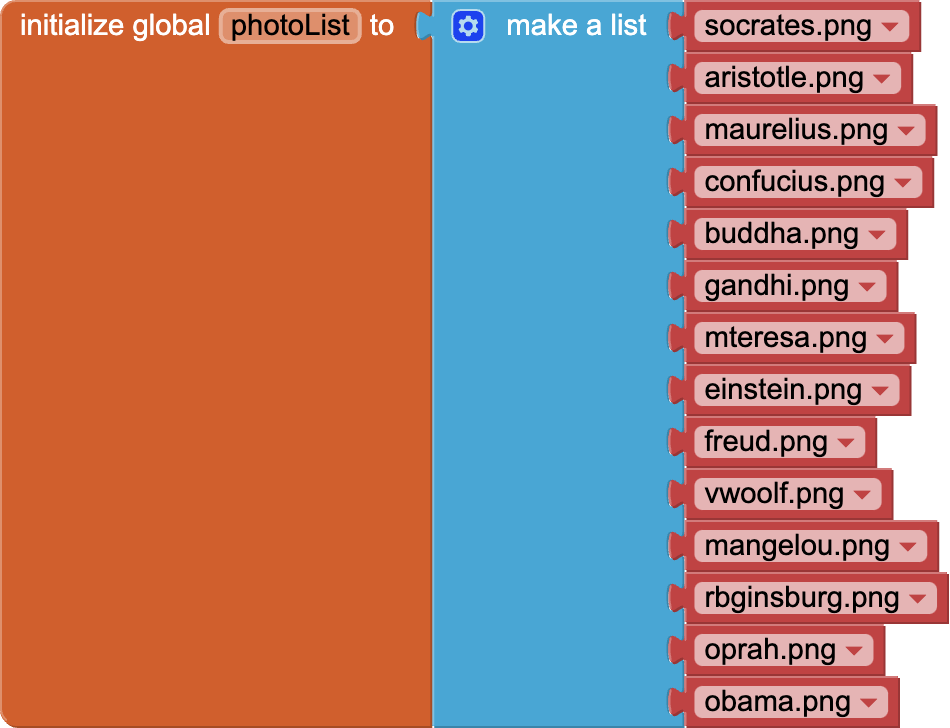 initialize global photoList to make a list socrates.png
aristotle.png
maurelius.png
confucius.png
buddha.png
gandhi.png
mteresa.png
einstein.png
freud.png
vwoolf.png
mangelou.png
rbginsburg.png
oprah.png
obama.png